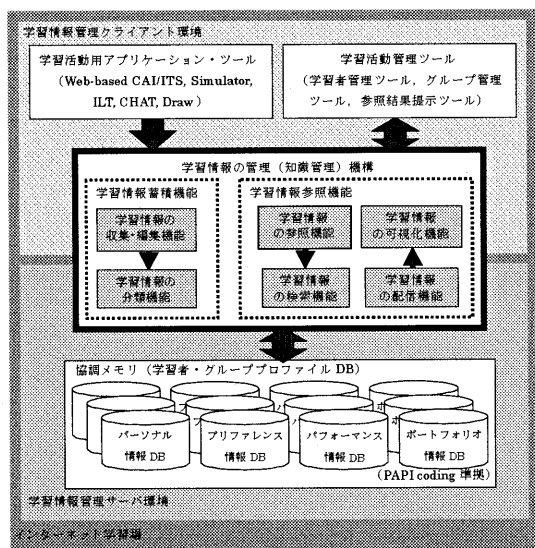 学習情報管理クライアント環境
学習活動用アプリケーション・ツール
(Web-based CAI/ITS, Simulator,
ILT, CHAT, Draw)
学習活動管理ツール
(学習者管理ツール, グループ管理
ツール, 参照結果提示ツール)
学習情報の管理(知識管理)機構
学習情報蓄積機能
学習情報の
収集・編集機能
学習情報の
分類機能
学習情報参照機能
学習情報
の参照機能
学習情報
の可視化機能
学習情報
の検索機能
学習情報
の配信機能
協調メモリ(学習者・グループプロファイル DB)
パーソナル
情報 DB
プリファレンス
情報 DB
パフォーマンス
情報 DB
ポートフォリオ
情報 DB
(PAPI coding 準拠)
学習情報管理サーバ環境
インターネット学習場